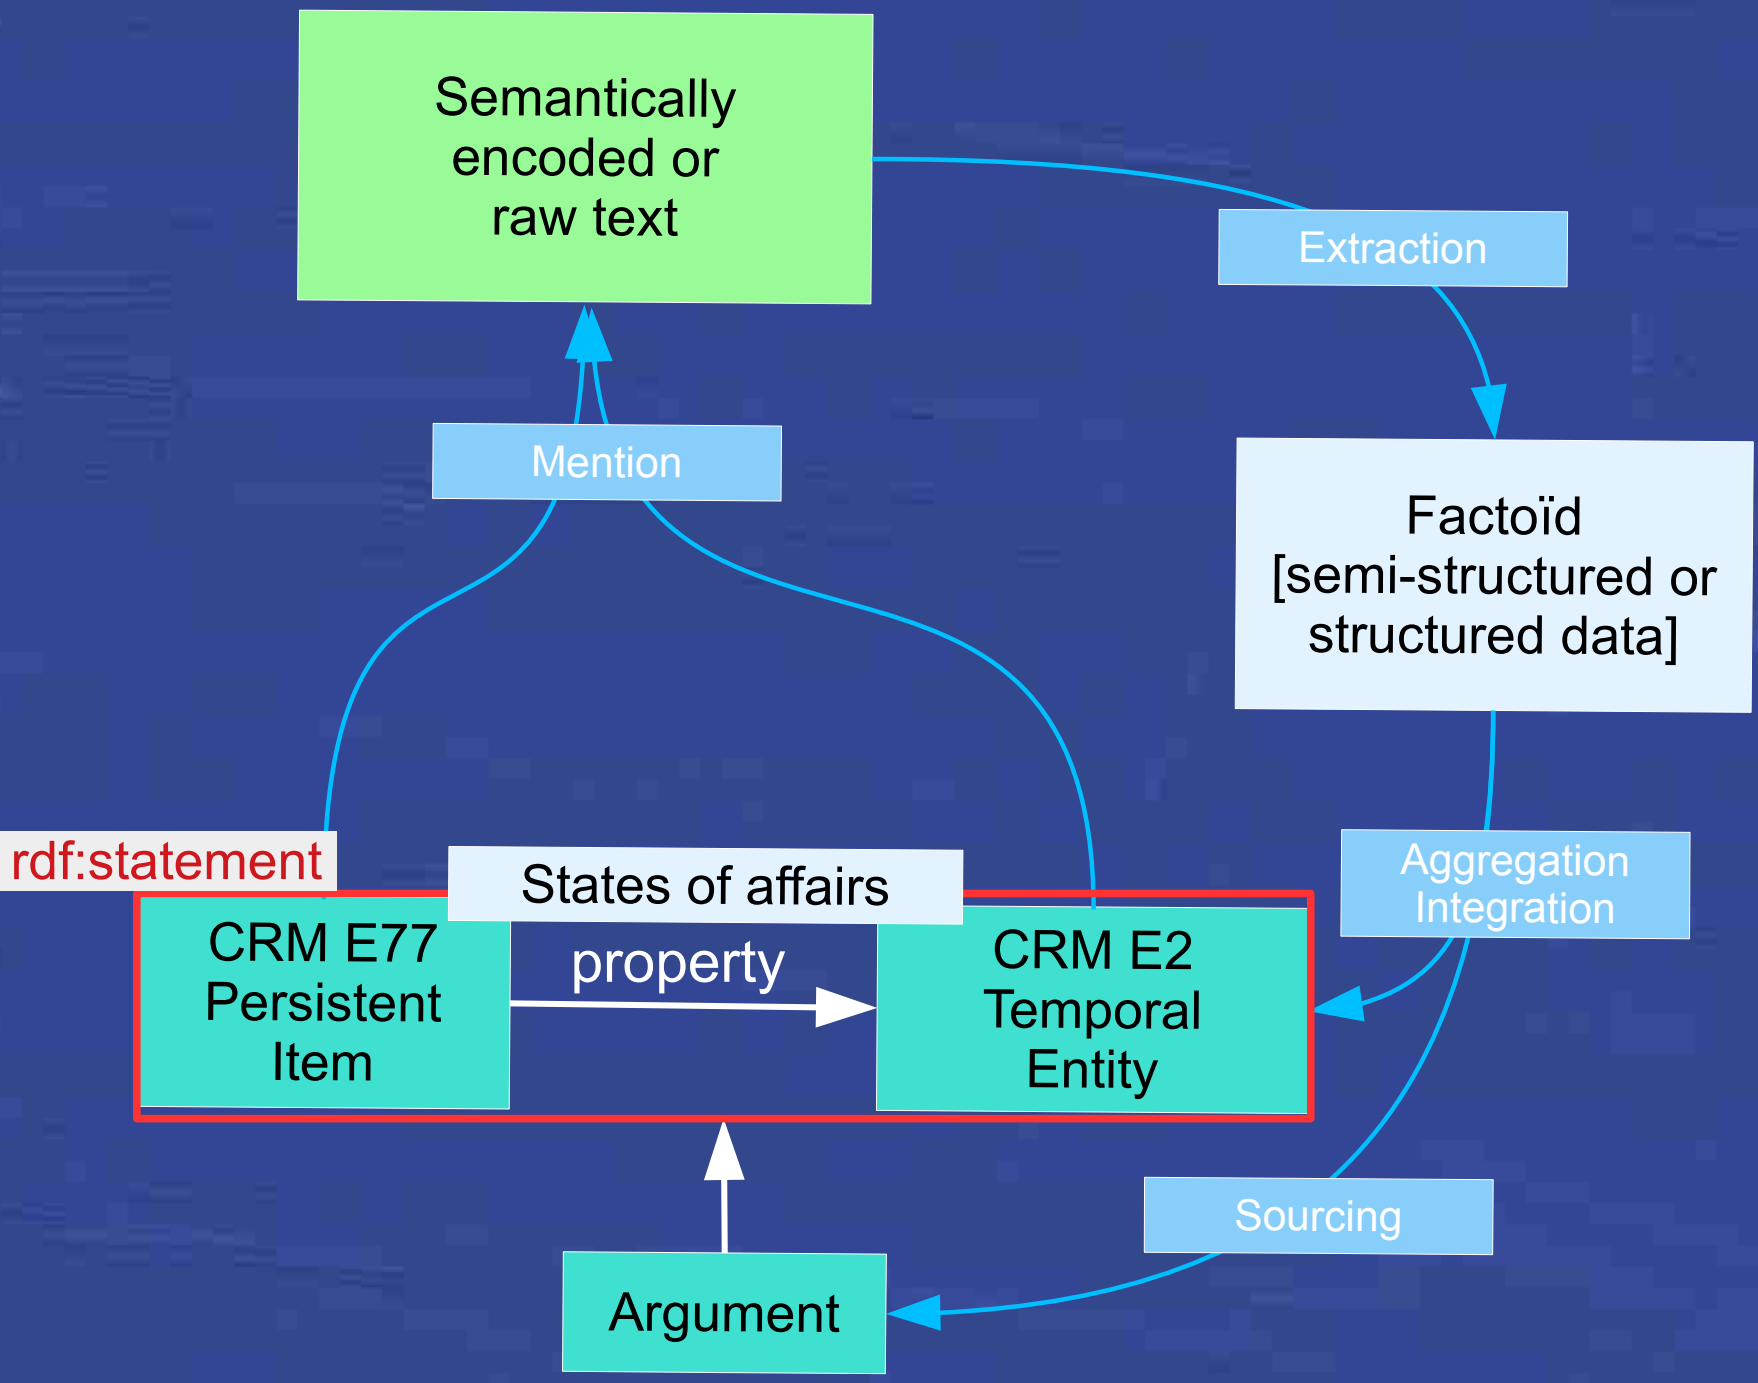 Semantically
encoded or
raw text
Extraction
Mention
Factoïd
[semi-structured or
structured data]
rdf:statement
States of affairs
Aggregation
Integration
CRM E77
Persistent
Item
property
CRM E2
Temporal
Entity
Sourcing
Argument